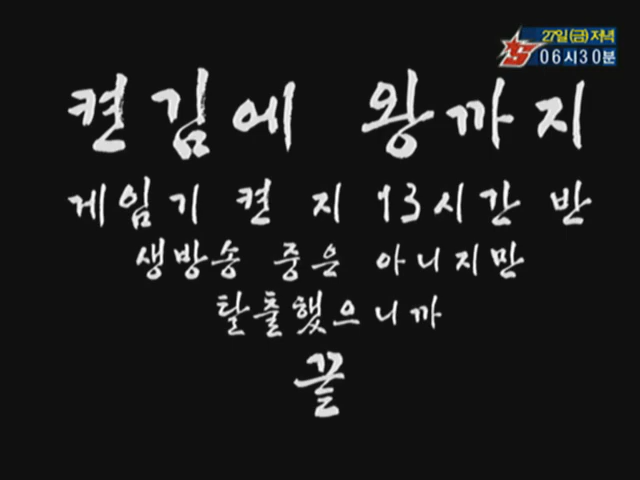 27일(금)저녁
06시30분
켠김에 왕까지
게임기 켠 지 13시간 반
생방송 중은 아니지만
탈출했으니까
끝